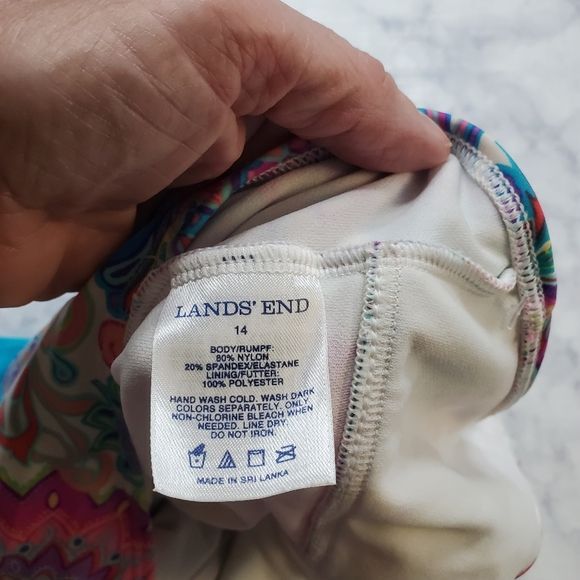 LANDS' END
14
BODY/RUMPF:
80% NYLON
20% SPANDEX/ELASTANE
LINING/FUTTER:
100% POLYESTER
HAND WASH COLD. WASH DARK
COLORS SEPARATELY. ONLY
NON-CHLORINE BLEACH WHEN
NEEDED. LINE DRY.
DO NOT IRON.
MADE IN SRI LANKA